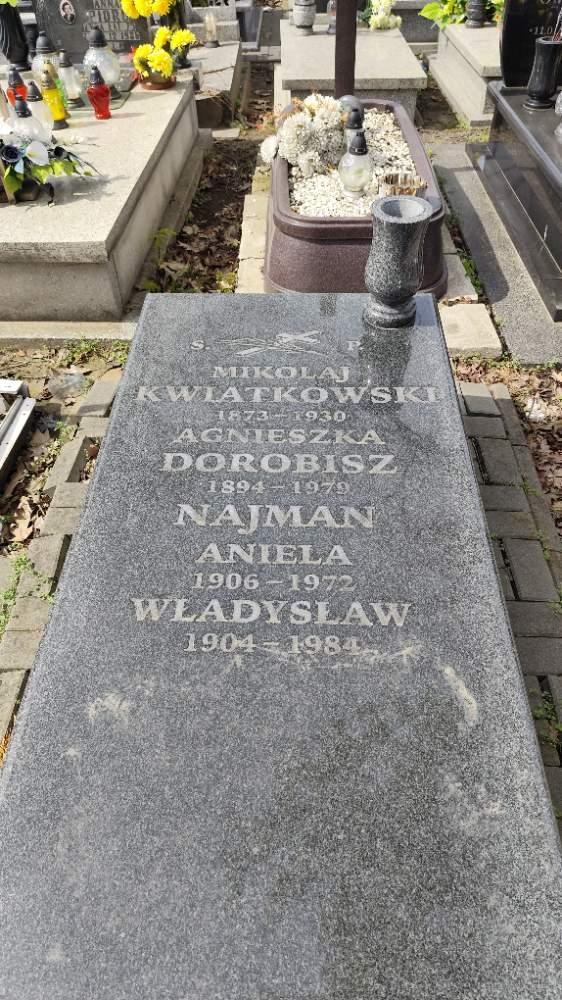 Ś. P.
MIKOŁAJ
KWIATKOWSKI
1873 – 1930
AGNIESZKA
DOROBISZ
1894 – 1979
NAJMAN
ANIELA
1906 – 1972
WŁADYSŁAW
1904 – 1984